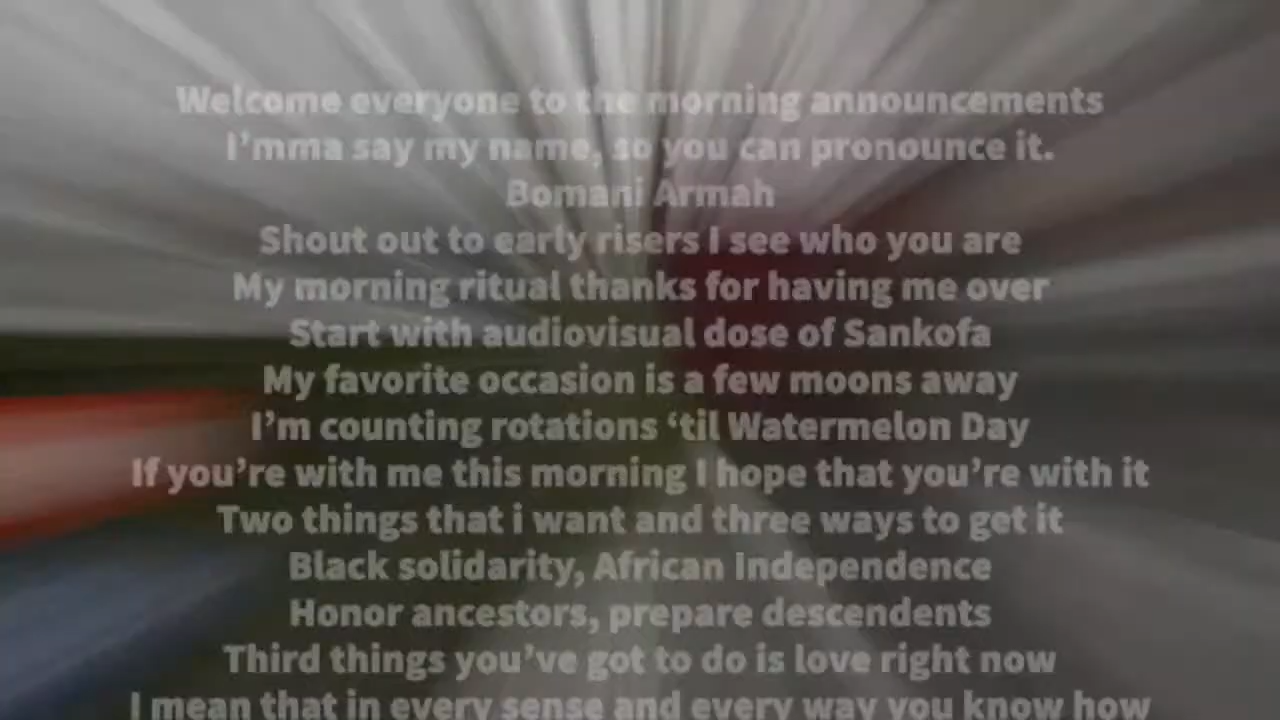 Welcome everyone to the morning announcements
I’mma say my name, so you can pronounce it.
Bomani Armah
Shout out to early risers I see who you are
My morning ritual thanks for having me over
Start with audiovisual dose of Sankofa
My favorite occasion is a few moons away
I’m counting rotations ‘til Watermelon Day
If you’re with me this morning I hope that you’re with it
Two things that i want and three ways to get it
Black solidarity, African Independence
Honor ancestors, prepare descendents
Third things you’ve got to do is love right now
I mean that in every sense and every way you know how